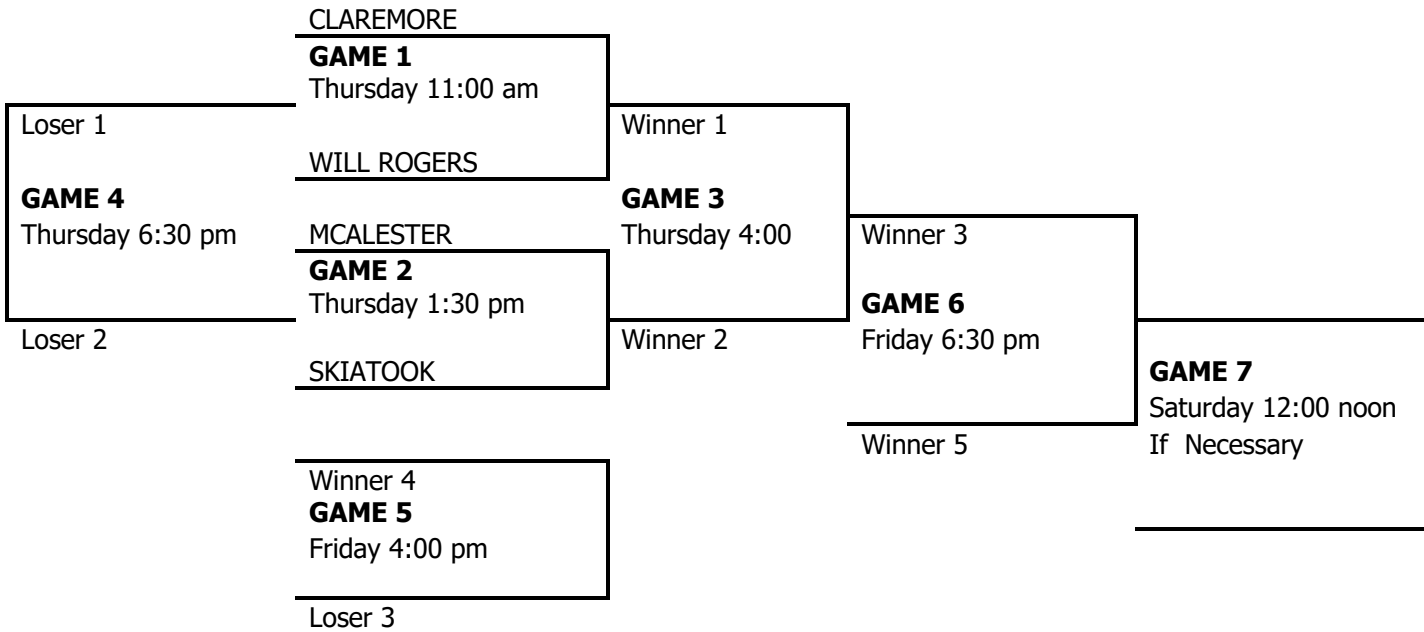 CLAREMORE
GAME 1
Thursday 11:00 am
Loser 1
Winner 1
WILL ROGERS
GAME 4
GAME 3
Thursday 6:30 pm
MCALESTER
Thursday 4:00
Winner 3
GAME 2
Thursday 1:30 pm
GAME 6
Loser 2
Winner 2
Friday 6:30 pm
SKIATOOK
GAME 7
Saturday 12:00 noon
Winner 5
If Necessary
Winner 4
GAME 5
Friday 4:00 pm
Loser 3